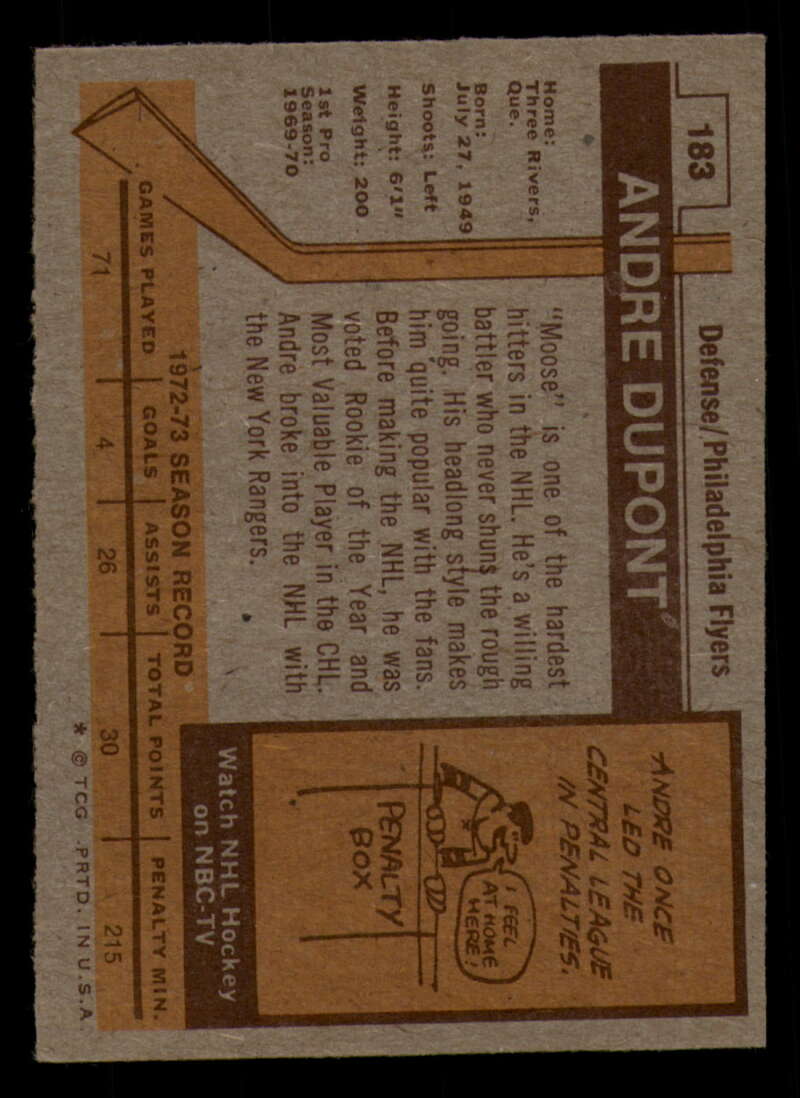 183
Defense/Philadelphia Flyers
ANDRE DUPONT
Home:
Three Rivers,
Que.
Born:
July 27, 1949
Shoots: Left
Height: 6'1"
Weight: 200
1st Pro
Season:
1969-70
"Moose" is one of the hardest
hitters in the NHL. He's a willing
battler who never shuns the rough
going. His headlong style makes
him quite popular with the fans.
Before making the NHL, he was
voted Rookie of the Year and
Most Valuable Player in the CHL.
Andre broke into the NHL with
the New York Rangers.
ANDRE ONCE
LED THE
CENTRAL LEAGUE
IN PENALTIES.
I FEEL
AT HOME
HERE!
PENALTY
BOX
Watch NHL Hockey
on NBC-TV
1972-73 SEASON RECORD
GAMES PLAYED GOALS ASSISTS TOTAL POINTS PENALTY MIN.
71 4 26 30 215
* © TCG PRTD. IN U.S.A.